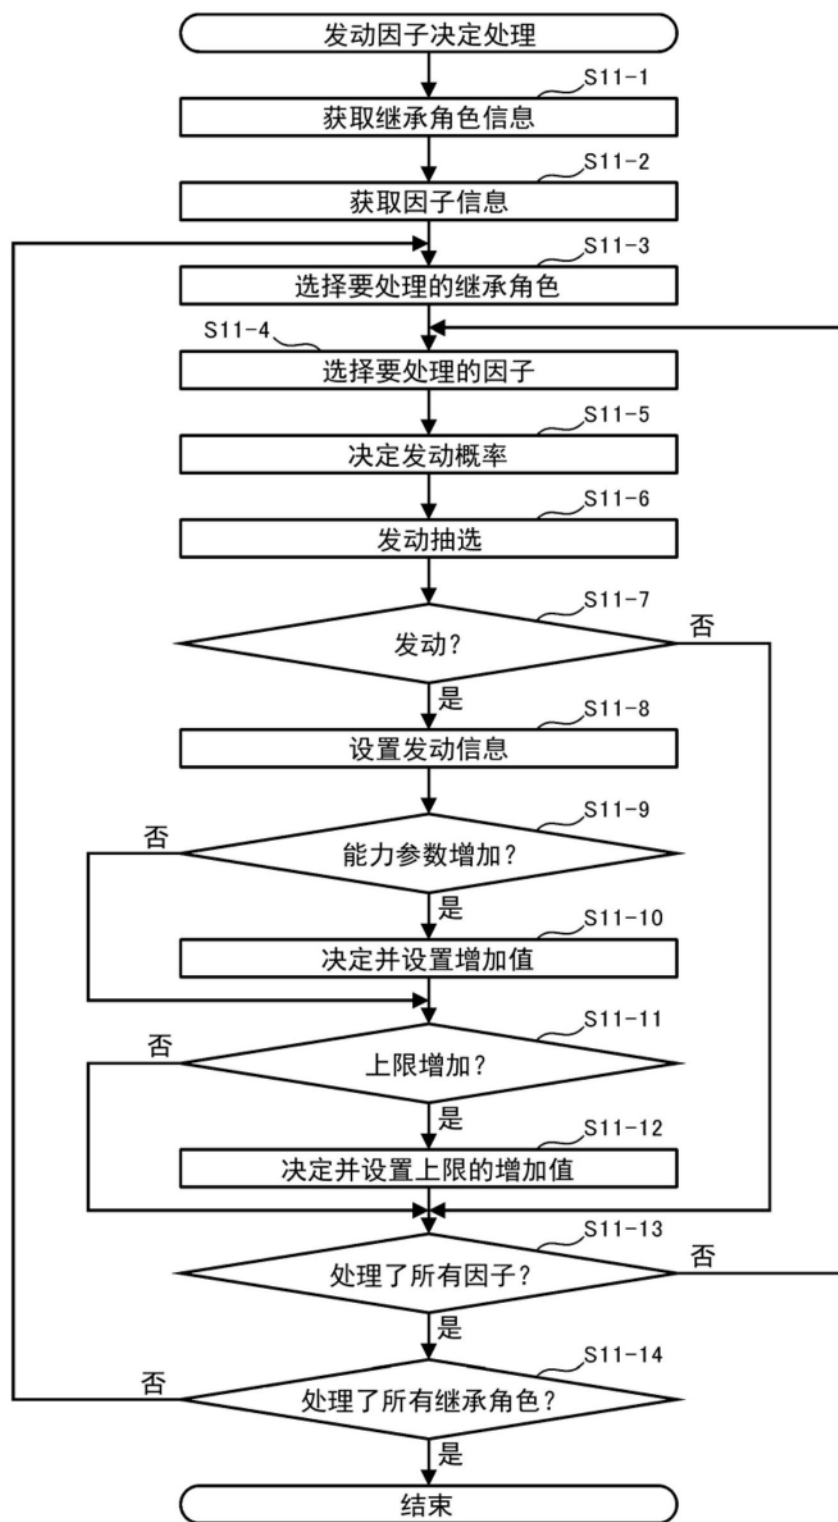 发动因子决定处理
S11-1
获取继承角色信息
S11-2
获取因子信息
S11-3
选择要处理的继承角色
S11-4
选择要处理的因子
S11-5
决定发动概率
S11-6
发动抽选
S11-7
发动?
否
是
S11-8
设置发动信息
S11-9
否
能力参数增加?
是
S11-10
决定并设置增加值
S11-11
否
上限增加?
是
S11-12
决定并设置上限的增加值
S11-13
处理了所有因子?
否
是
S11-14
否
处理了所有继承角色?
是
结束